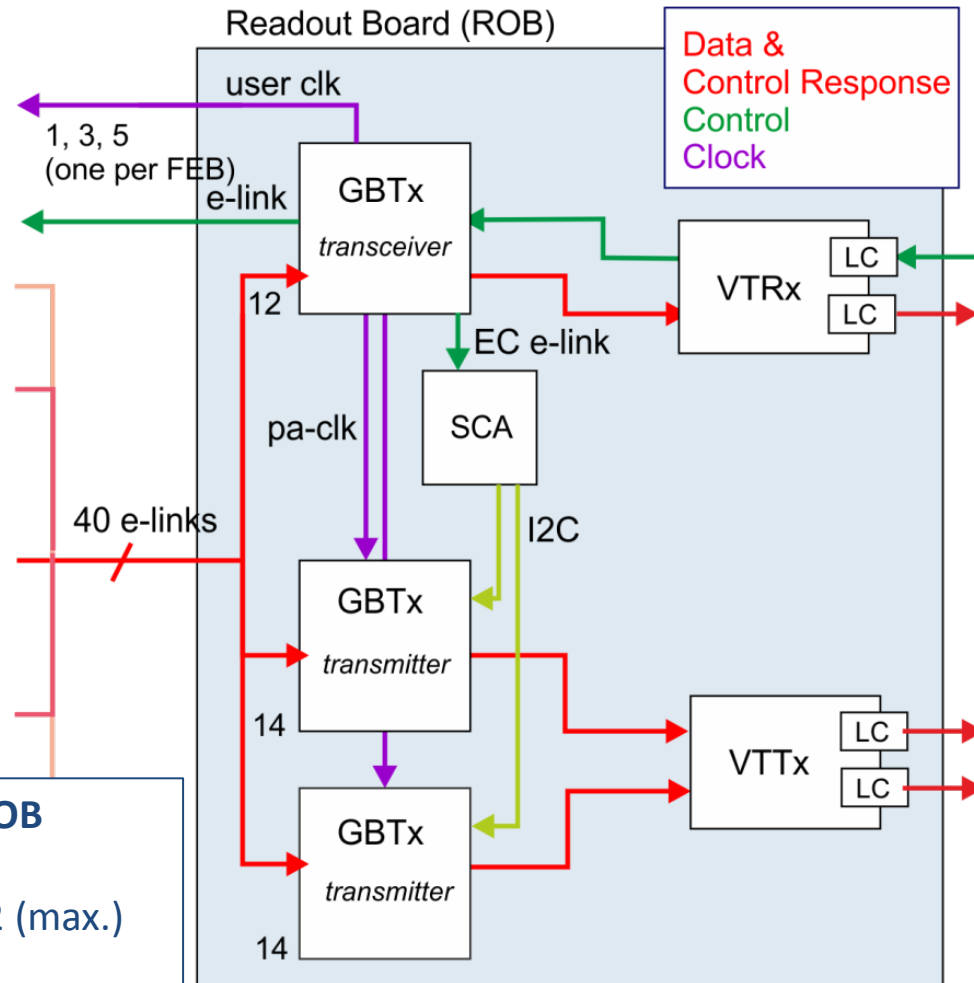 Readout Board (ROB)
Data &
Control Response
Control
Clock
user clk
1, 3, 5
(one per FEB)
e-link
GBTx
transceiver
12
VTRx
LC
LC
EC e-link
pa-clk
SCA
40 e-links
I2C
GBTx
transmitter
14
VTTx
LC
LC
GBTx
transmitter
14
OB
2 (max.)